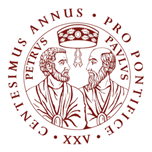 CENTESIMUS ANNUS • PRO PONTIFICE • XXV •
PETRVS
PAVLVS